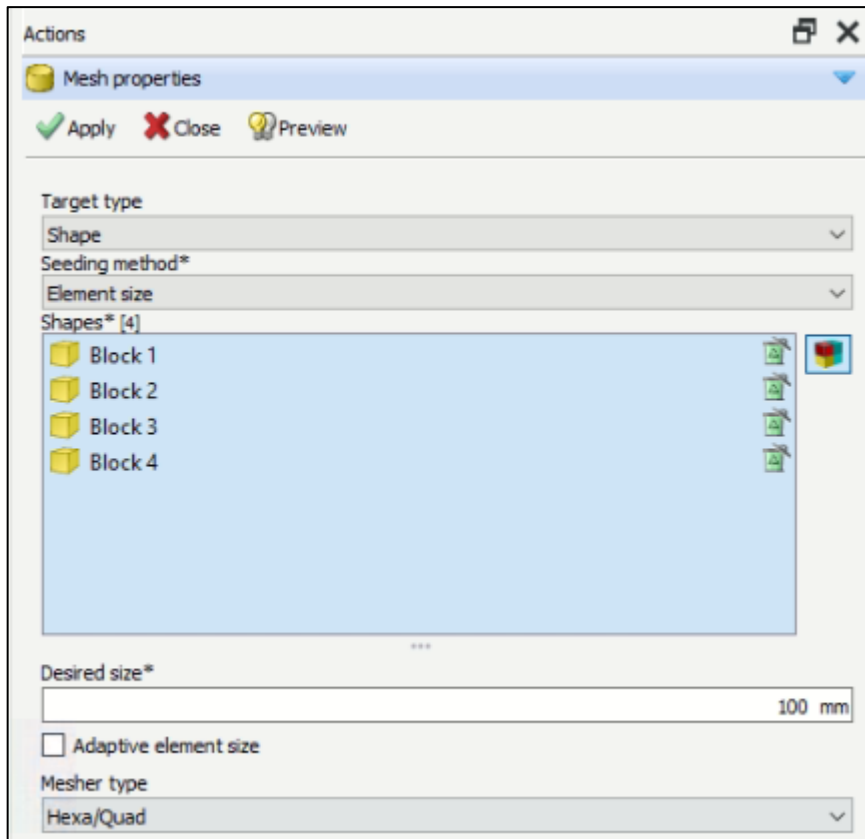 Actions
Mesh properties
Apply Close Preview
Target type
Shape
Seeding method*
Element size
Shapes* [4]
Block 1
Block 2
Block 3
Block 4
Desired size*
100 mm
Adaptive element size
Mesher type
Hexa/Quad